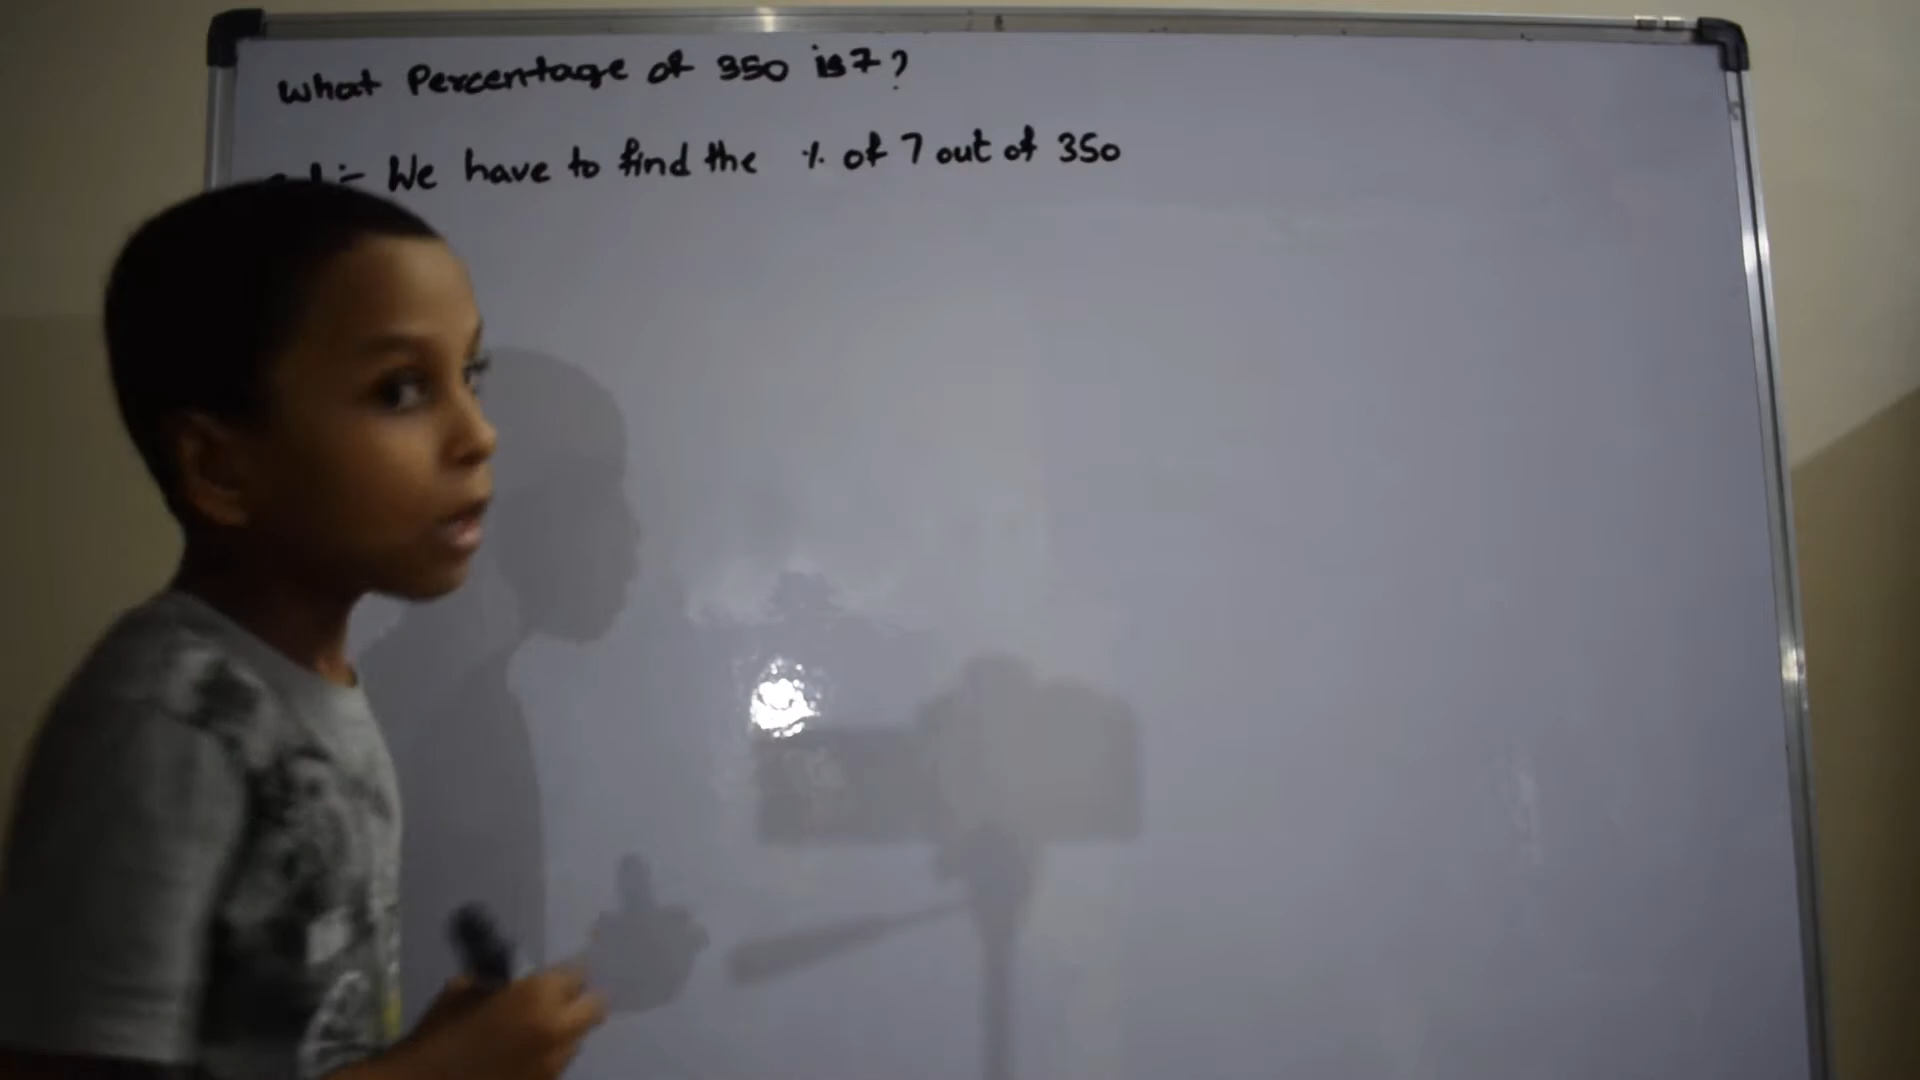 What Percentage of 350 is 7?
:- We have to find the % of 7 out of 350